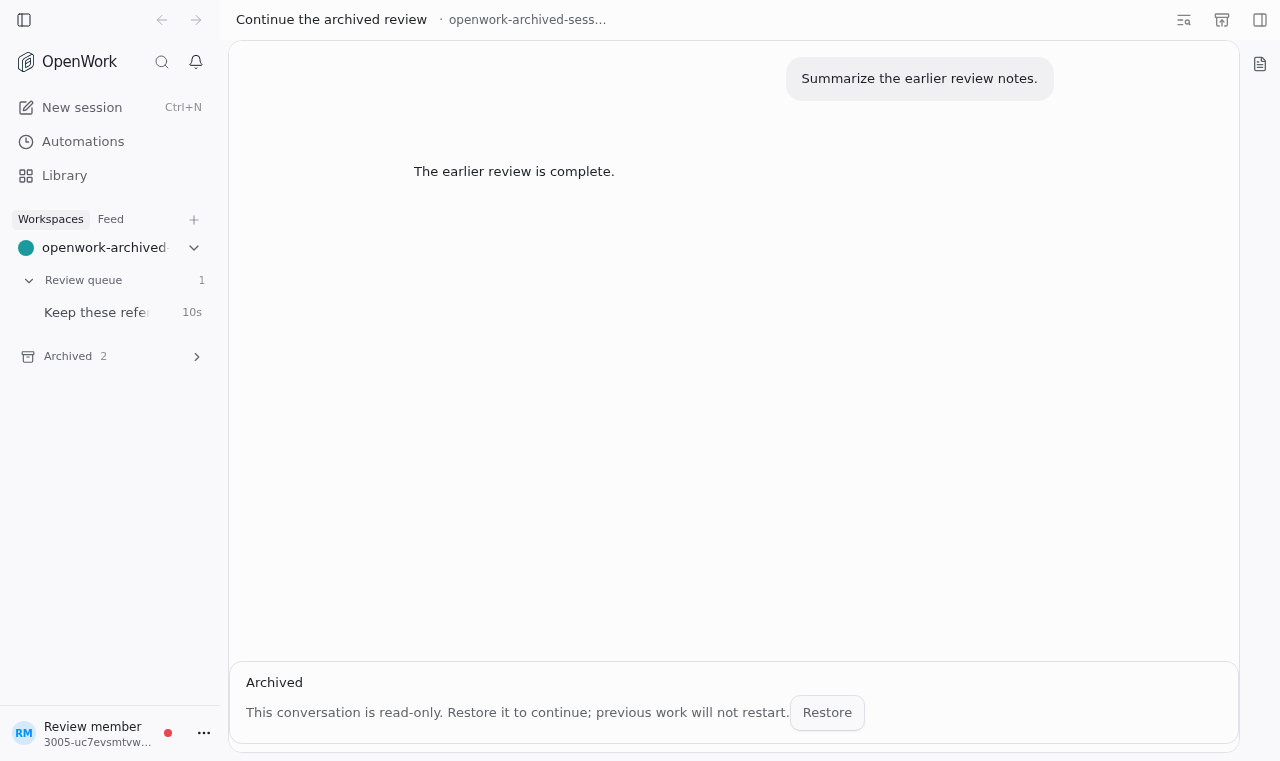 Continue the archived review · openwork-archived-sess…
OpenWork
New session Ctrl+N
Automations
Library
Workspaces Feed
openwork-archived-
Review queue 1
Keep these refe 10s
Archived 2
Review member
RM
3005-uc7evsmtvw…
Summarize the earlier review notes.
The earlier review is complete.
Archived
This conversation is read-only. Restore it to continue; previous work will not restart. Restore